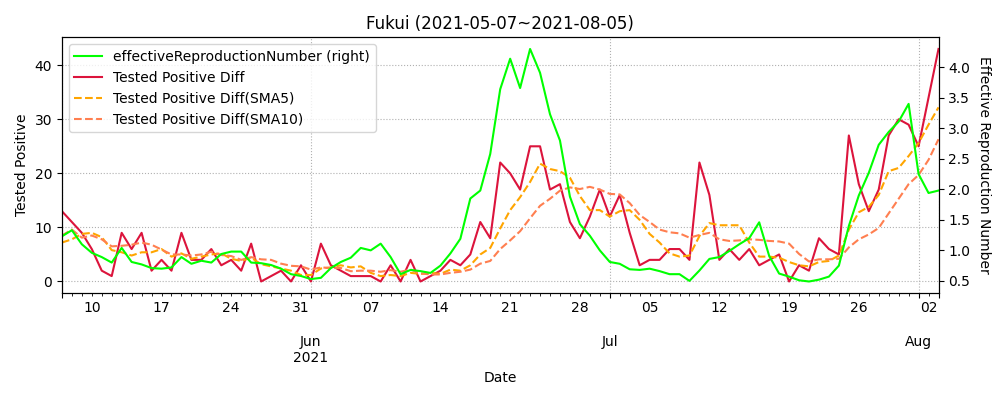 Fukui (2021-05-07~2021-08-05)
effectiveReproductionNumber (right)
Tested Positive Diff
Tested Positive Diff(SMA5)
Tested Positive Diff(SMA10)
Tested Positive
40
30
20
10
0
Effective Reproduction Number
4.0
3.5
3.0
2.5
2.0
1.5
1.0
0.5
10 17 24 31 07 14 21 28 05 12 19 26 02
Jun Jul Aug
2021
Date